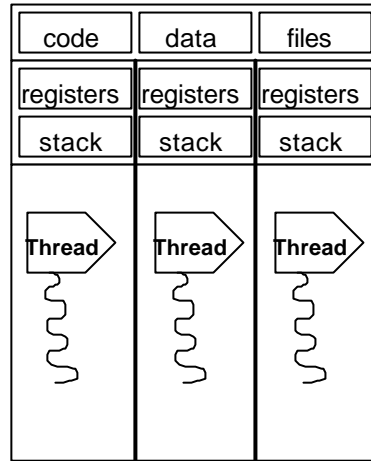 code data files
registers registers registers
stack stack stack
Thread Thread Thread